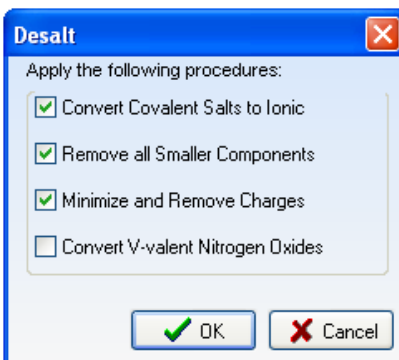 Desalt
Apply the following procedures:
Convert Covalent Salts to Ionic
Remove all Smaller Components
Minimize and Remove Charges
Convert V-valent Nitrogen Oxides
OK Cancel